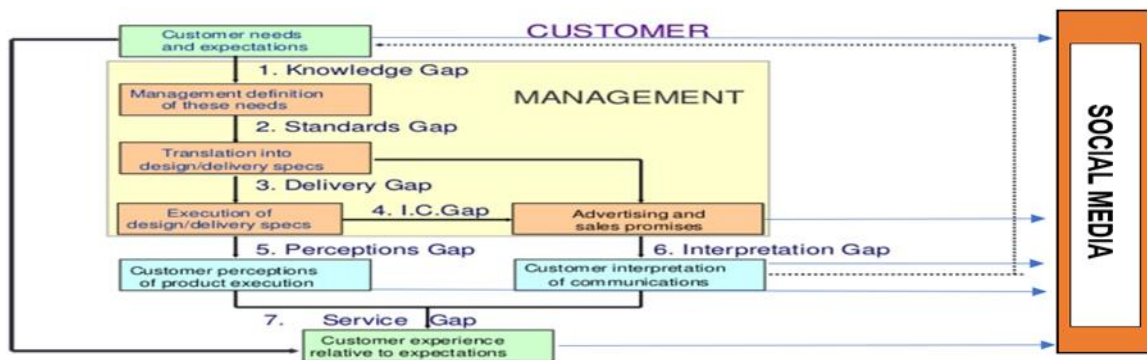 Customer needs
and expectations
CUSTOMER
1. Knowledge Gap
Management definition
of these needs
MANAGEMENT
2. Standards Gap
Translation into
design/delivery specs
3. Delivery Gap
Execution of
design/delivery specs
4. I.C.Gap
Advertising and
sales promises
5. Perceptions Gap
6. Interpretation Gap
Customer perceptions
of product execution
Customer interpretation
of communications
7. Service Gap
Customer experience
relative to expectations
SOCIAL MEDIA